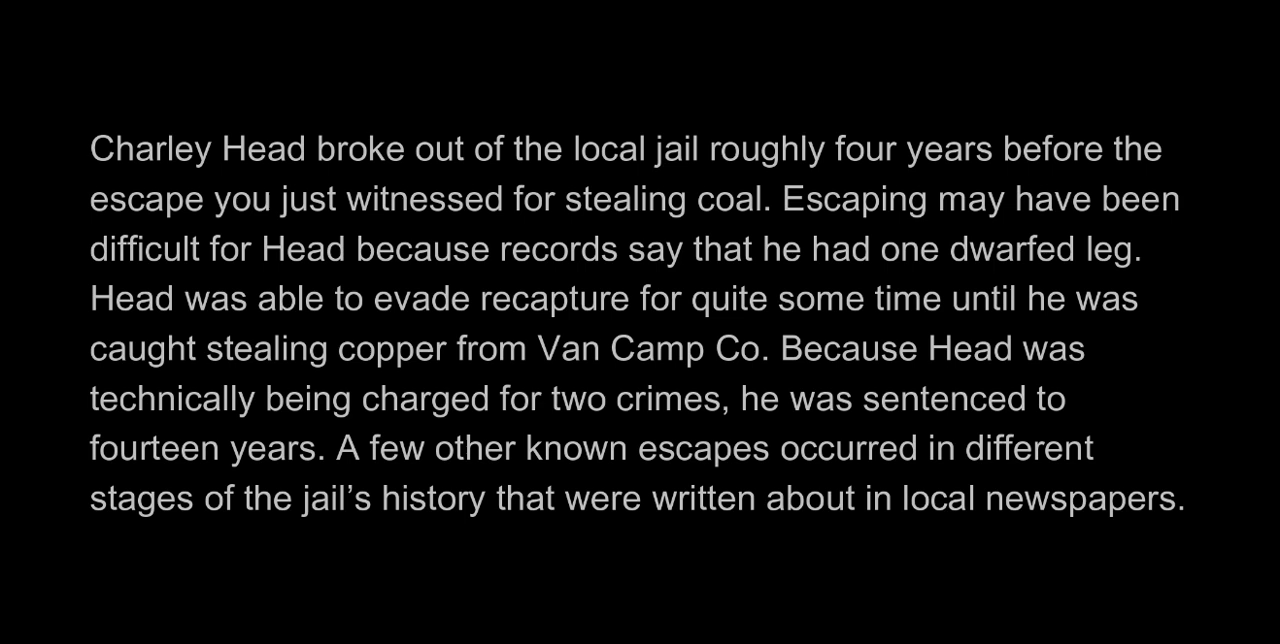 Charley Head broke out of the local jail roughly four years before the
escape you just witnessed for stealing coal. Escaping may have been
difficult for Head because records say that he had one dwarfed leg.
Head was able to evade recapture for quite some time until he was
caught stealing copper from Van Camp Co. Because Head was
technically being charged for two crimes, he was sentenced to
fourteen years. A few other known escapes occurred in different
stages of the jail’s history that were written about in local newspapers.